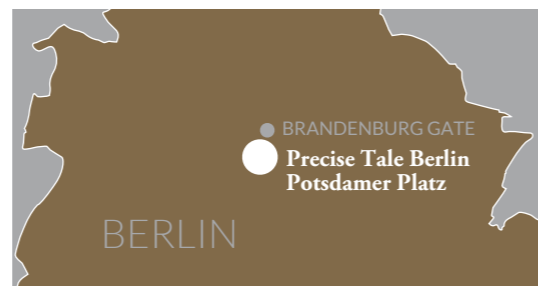 BRANDENBURG GATE
Precise Tale Berlin
Potsdamer Platz
BERLIN